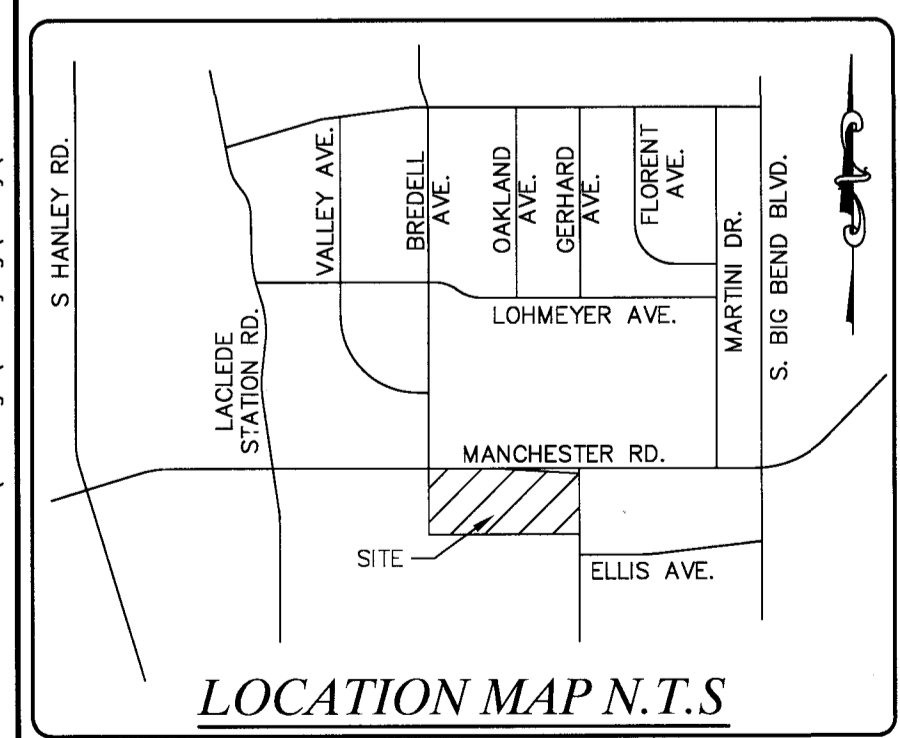 S HANLEY RD.
LACLEDE
STATION RD.
VALLEY AVE.
BREDELL
AVE.
OAKLAND
AVE.
GERHARD
AVE.
FLORENT
AVE.
MARTINI DR.
S. BIG BEND BLVD.
LOHMEYER AVE.
MANCHESTER RD.
SITE
ELLIS AVE.
LOCATION MAP N.T.S